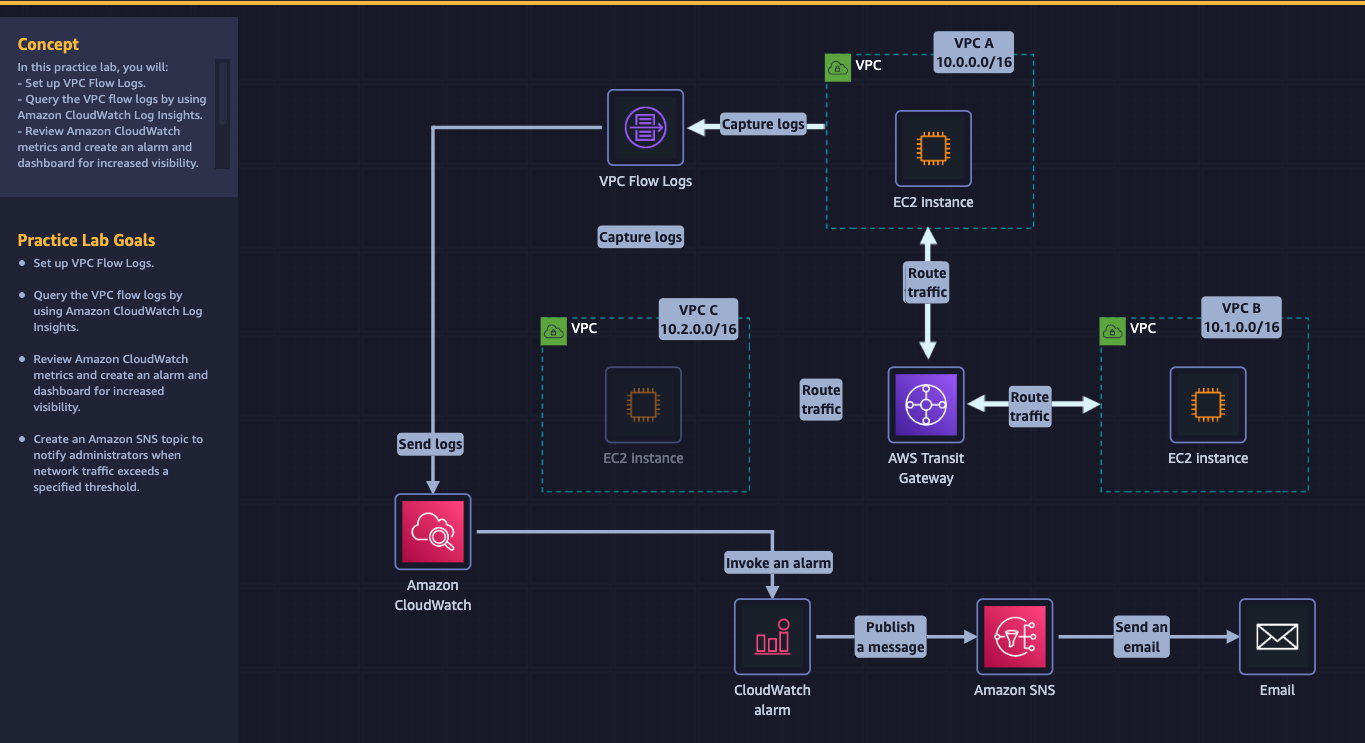 Concept
In this practice lab, you will:
- Set up VPC Flow Logs.
- Query the VPC flow logs by using
Amazon CloudWatch Log Insights.
- Review Amazon CloudWatch
metrics and create an alarm and
dashboard for increased visibility.
Practice Lab Goals
Set up VPC Flow Logs.
Query the VPC flow logs by
using Amazon CloudWatch Log
Insights.
Review Amazon CloudWatch
metrics and create an alarm and
dashboard for increased
visibility.
Create an Amazon SNS topic to
notify administrators when
network traffic exceeds a
specified threshold.
VPC A
10.0.0.0/16
VPC
EC2 instance
Capture logs
VPC Flow Logs
Capture logs
Route
traffic
VPC C
10.2.0.0/16
VPC
EC2 instance
Route
traffic
AWS Transit
Gateway
Route
traffic
VPC B
10.1.0.0/16
VPC
EC2 instance
Send logs
Amazon
CloudWatch
Invoke an alarm
CloudWatch
alarm
Publish
a message
Amazon SNS
Send an
email
Email